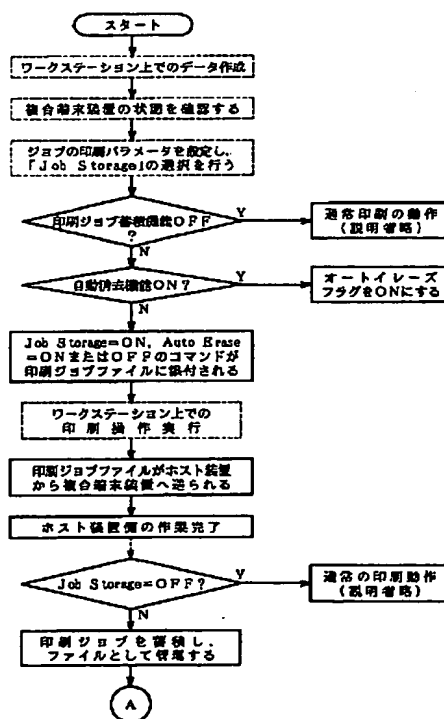 スタート
ワークステーション上でのデータ作成
複合端末装置の状態を確認する
ジョブの印刷パラメータを設定し、
「Job Storage」の選択を行う
印刷ジョブ蓄積機能OFF
?
Y
通常印刷の動作
(説明省略)
N
自動消去機能ON?
Y
オートイレーズ
フラグをONにする
N
Job Storage=ON, Auto Erase
=ONまたはOFFのコマンドが
印刷ジョブファイルに添付される
ワークステーション上での
印刷操作実行
印刷ジョブファイルがホスト装置
から複合端末装置へ送られる
ホスト装置側の作業完了
Job Storage=OFF?
Y
通常の印刷動作
(説明省略)
N
印刷ジョブを蓄積し、
ファイルとして管理する
A